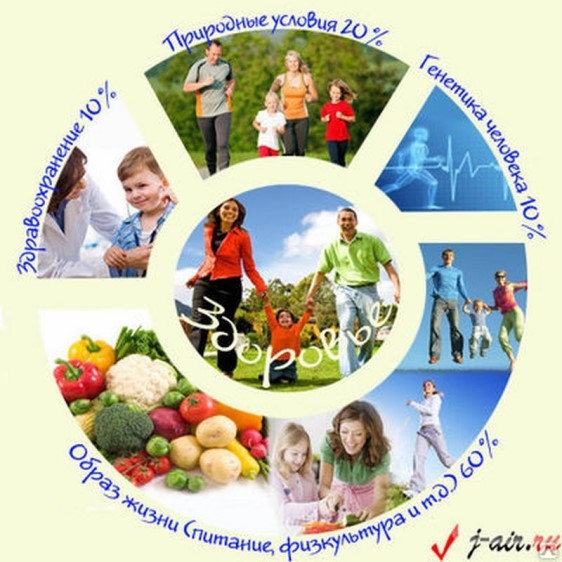 Природные условия 20%
Генетика человека 10%
Здравоохранение 10%
Здоровье
Образ жизни (питание, физкультура и т.д.) 60%
j-air.ru